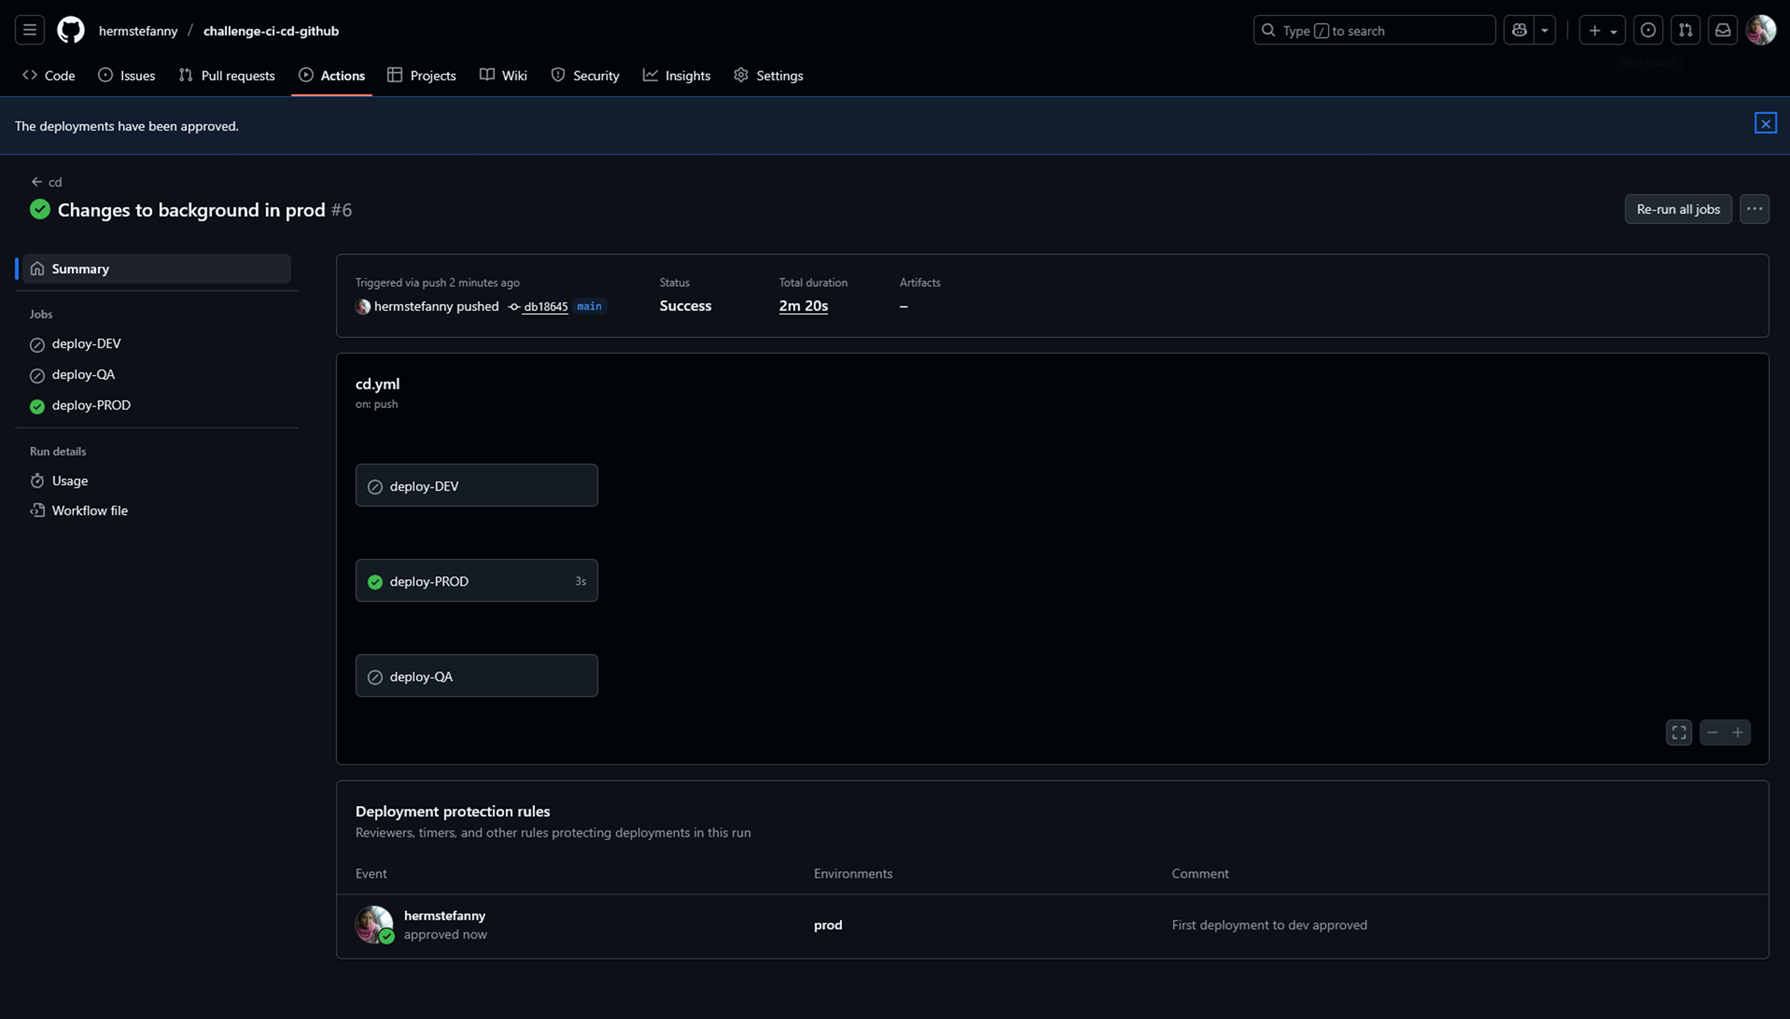 hermstefanny / challenge-ci-cd-github
Type / to search
Code
Issues
Pull requests
Actions
Projects
Wiki
Security
Insights
Settings
Your issues
The deployments have been approved.
cd
Changes to background in prod #6
Re-run all jobs
Summary
Jobs
deploy-DEV
deploy-QA
deploy-PROD
Run details
Usage
Workflow file
Triggered via push 2 minutes ago
hermstefanny pushed db18645 main
Status
Success
Total duration
2m 20s
Artifacts
–
cd.yml
on: push
deploy-DEV
deploy-PROD 3s
deploy-QA
Deployment protection rules
Reviewers, timers, and other rules protecting deployments in this run
Event Environments Comment
hermstefanny
approved now
prod
First deployment to dev approved